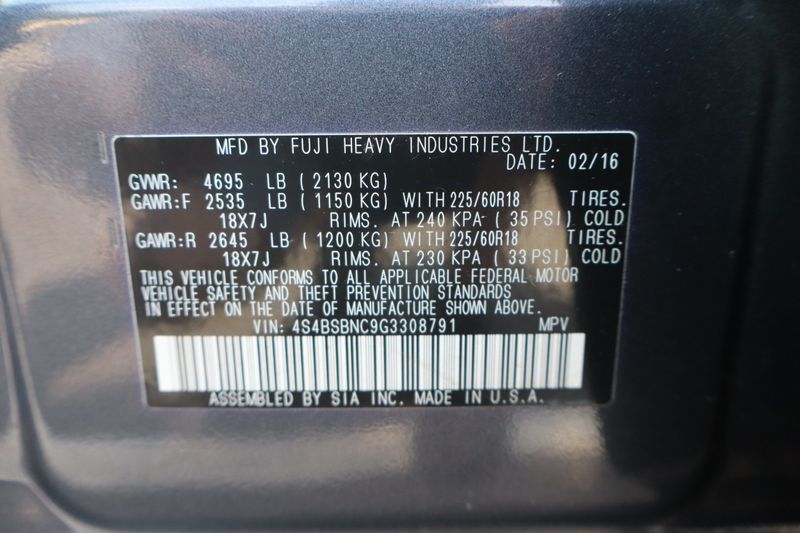 MFD BY FUJI HEAVY INDUSTRIES LTD.
DATE: 02/16
GVWR: 4695 LB ( 2130 KG)
GAWR:F 2535 LB ( 1150 KG) WITH 225/60R18 TIRES.
18X7J RIMS. AT 240 KPA ( 35 PSI) COLD
GAWR:R 2645 LB ( 1200 KG) WITH 225/60R18 TIRES.
18X7J RIMS. AT 230 KPA ( 33 PSI) COLD
THIS VEHICLE CONFORMS TO ALL APPLICABLE FEDERAL MOTOR
VEHICLE SAFETY AND THEFT PREVENTION STANDARDS
IN EFFECT ON THE DATE OF MANUFACTURE SHOWN ABOVE.
VIN: 4S4BSBNC9G3308791 MPV
ASSEMBLED BY SIA INC. MADE IN U.S.A.